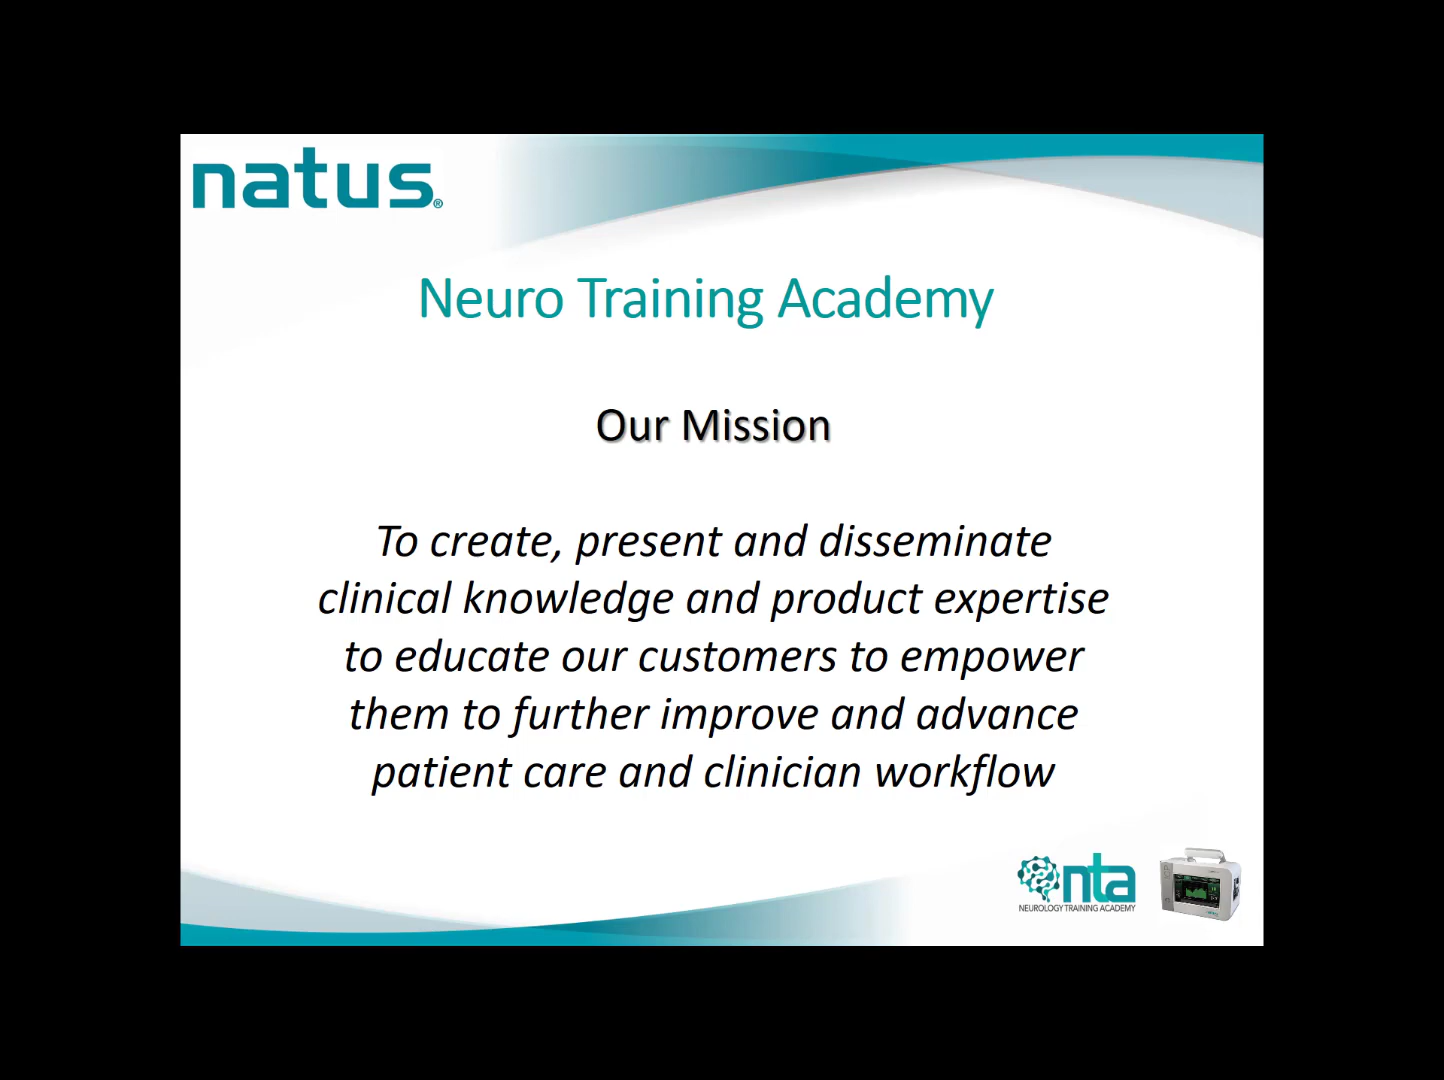 natus®
Neuro Training Academy
Our Mission
To create, present and disseminate
clinical knowledge and product expertise
to educate our customers to empower
them to further improve and advance
patient care and clinician workflow
nta
NEUROLOGY TRAINING ACADEMY